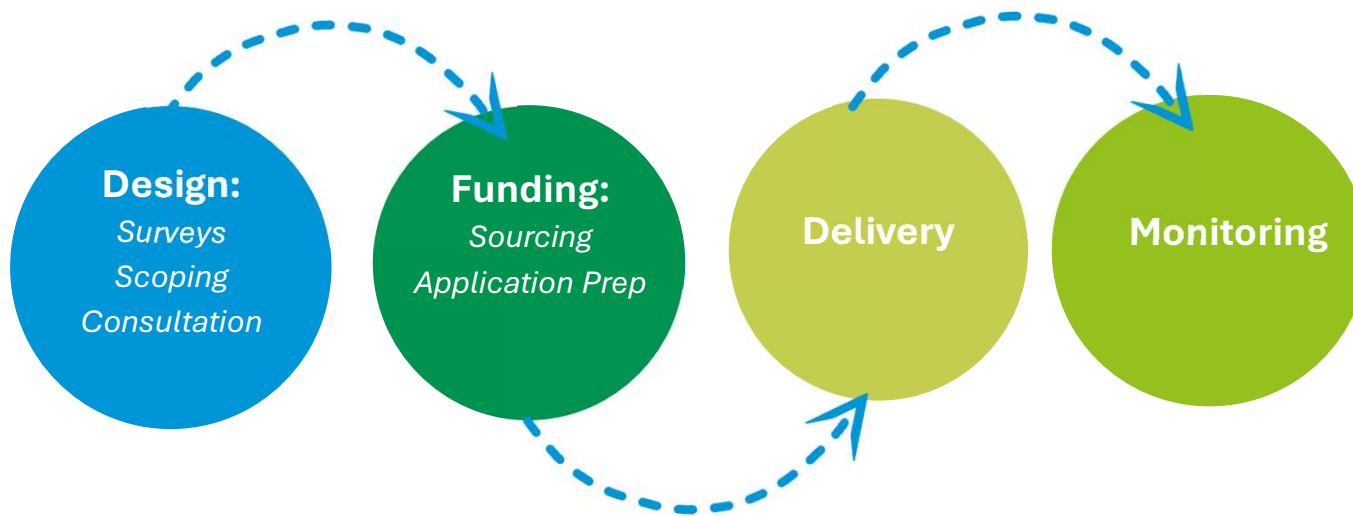 Design:
Surveys
Scoping
Consultation
Funding:
Sourcing
Application Prep
Delivery
Monitoring